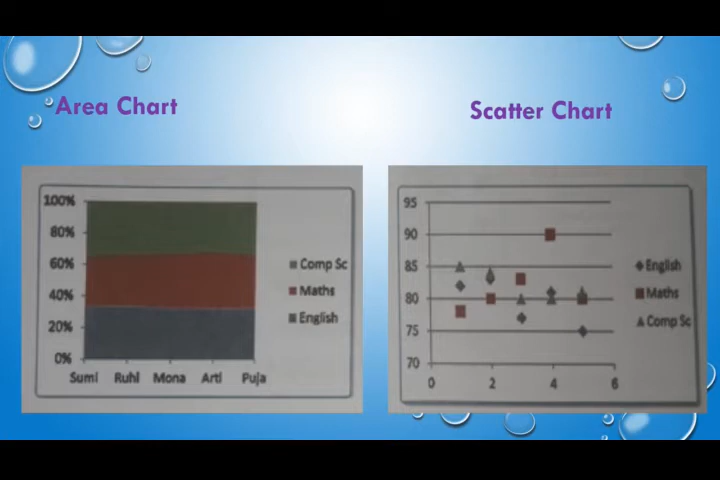 Area Chart
Scatter Chart
100%
80%
60%
40%
20%
0%
Sumi Ruhi Mona Arti Puja
Comp Sc
Maths
English
95
90
85
80
75
70
0 2 4 6
English
Maths
Comp Sc